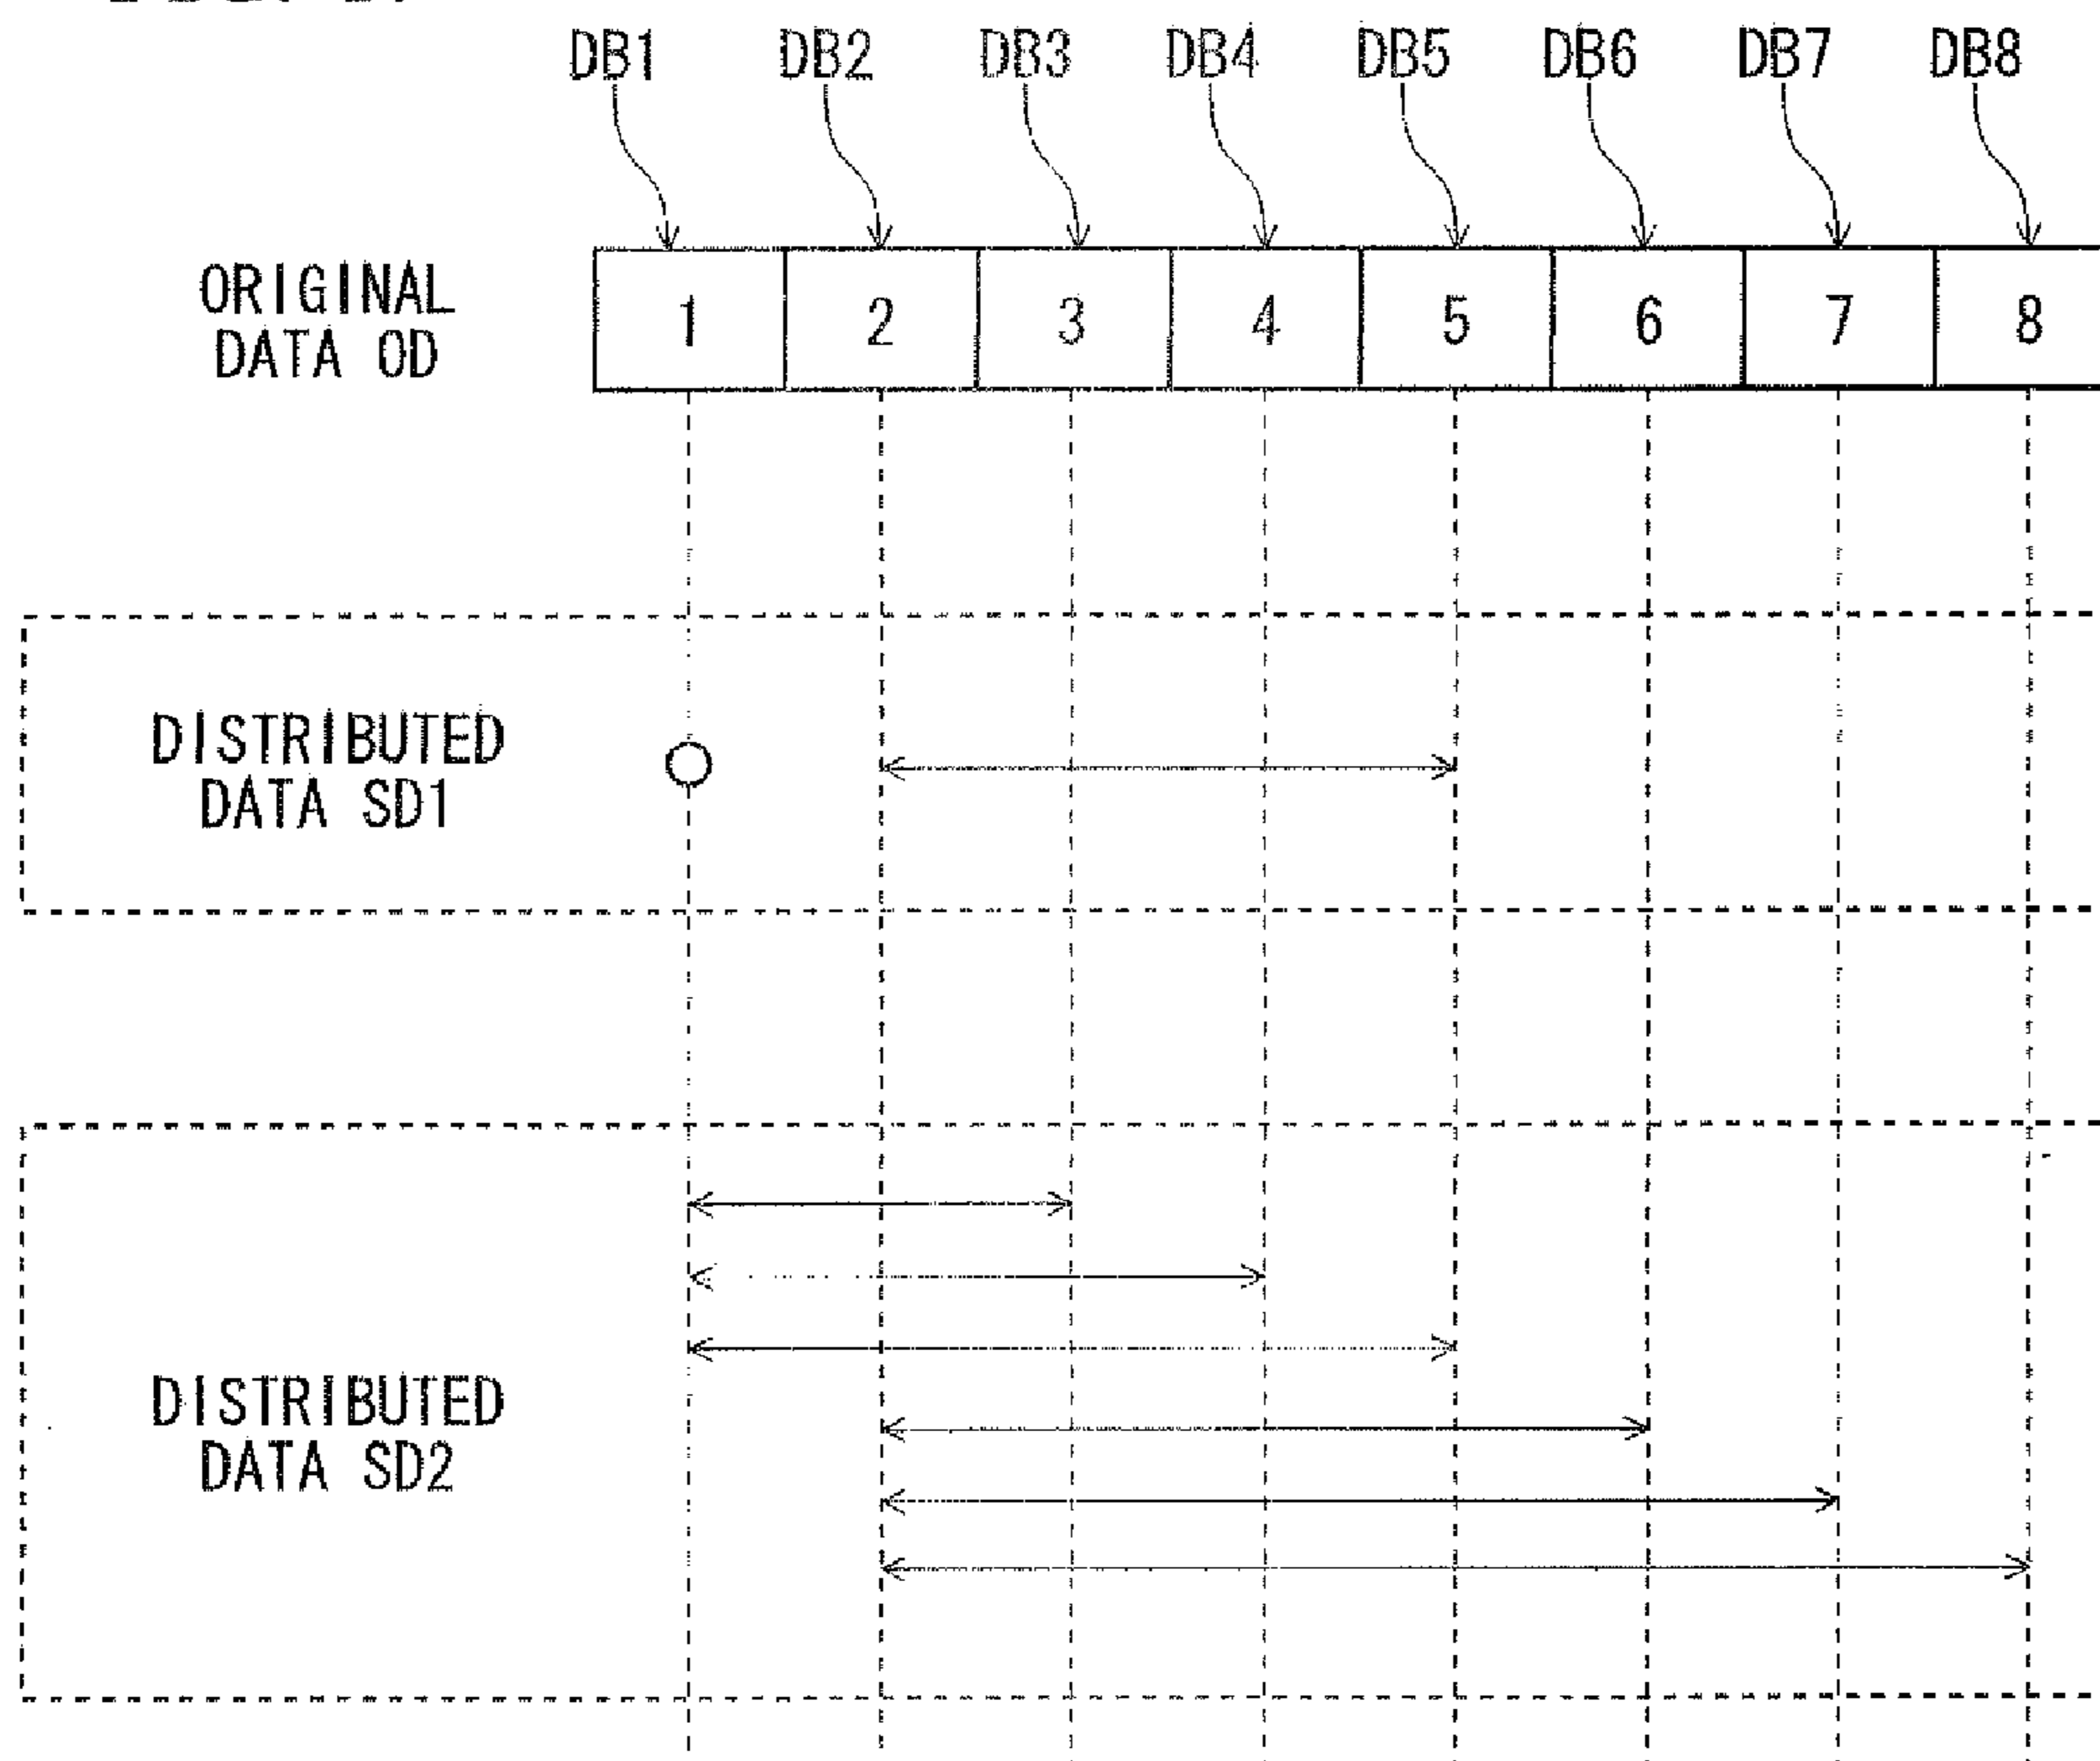 DB1 DB2 DB3 DB4 DB5 DB6 DB7 DB8
ORIGINAL
DATA OD
1 2 3 4 5 6 7 8
DISTRIBUTED
DATA SD1
DISTRIBUTED
DATA SD2